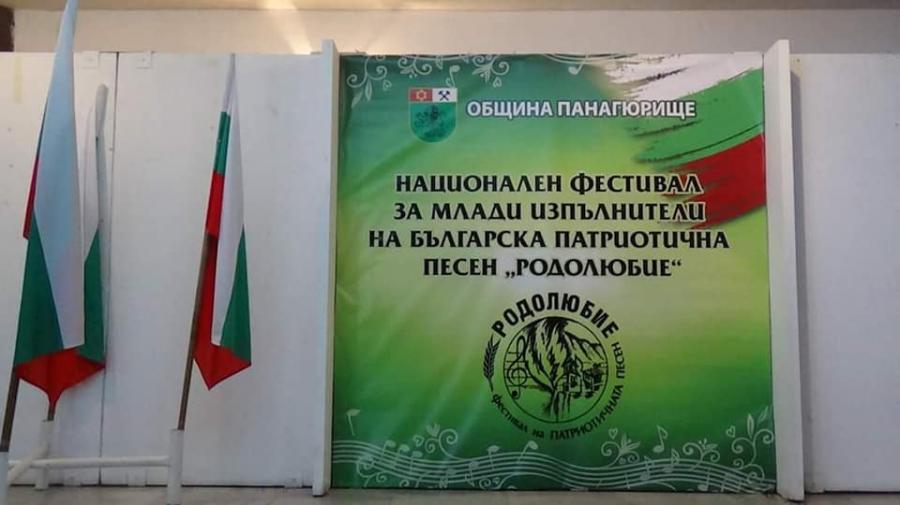 ОБЩИНА ПАНАГЮРИЩЕ
НАЦИОНАЛЕН ФЕСТИВАЛ
ЗА МЛАДИ ИЗПЪЛНИТЕЛИ
НА БЪЛГАРСКА ПАТРИОТИЧНА
ПЕСЕН „РОДОЛЮБИЕ“
РОДОЛЮБИЕ
фестивал на ПАТРИОТИЧНАТА ПЕСЕН